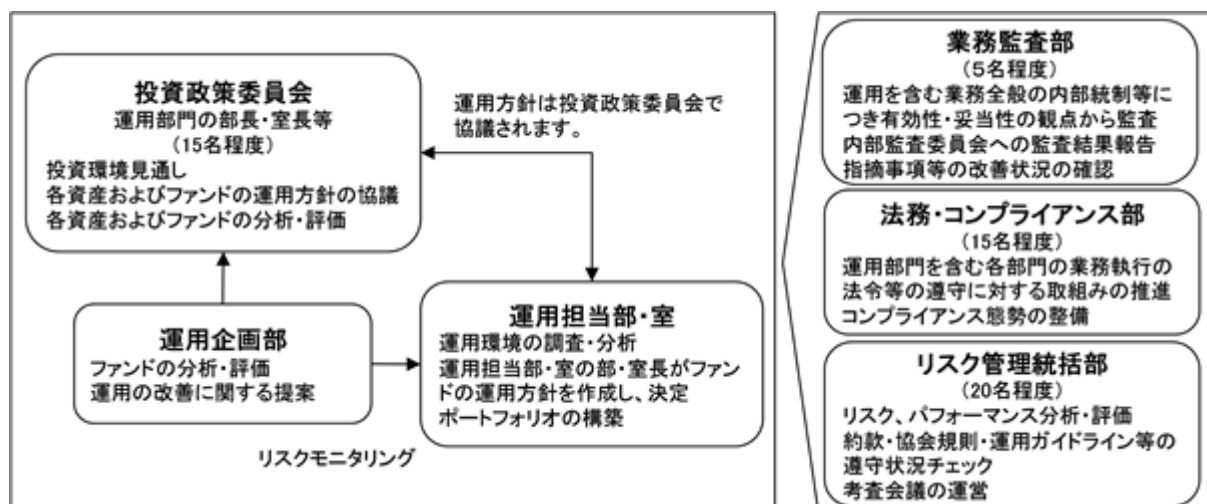 投資政策委員会
運用部門の部長・室長等
(15名程度)
投資環境見通し
各資産およびファンドの運用方針の協議
各資産およびファンドの分析・評価
運用方針は投資政策委員会で
協議されます。
運用企画部
ファンドの分析・評価
運用の改善に関する提案
運用担当部・室
運用環境の調査・分析
運用担当部・室の部・室長がファン
ドの運用方針を作成し、決定
ポートフォリオの構築
リスクモニタリング
業務監査部
(5名程度)
運用を含む業務全般の内部統制等に
つき有効性・妥当性の観点から監査
内部監査委員会への監査結果報告
指摘事項等の改善状況の確認
法務・コンプライアンス部
(15名程度)
運用部門を含む各部門の業務執行の
法令等の遵守に対する取組みの推進
コンプライアンス態勢の整備
リスク管理統括部
(20名程度)
リスク、パフォーマンス分析・評価
約款・協会規則・運用ガイドライン等の
遵守状況チェック
考査会議の運営